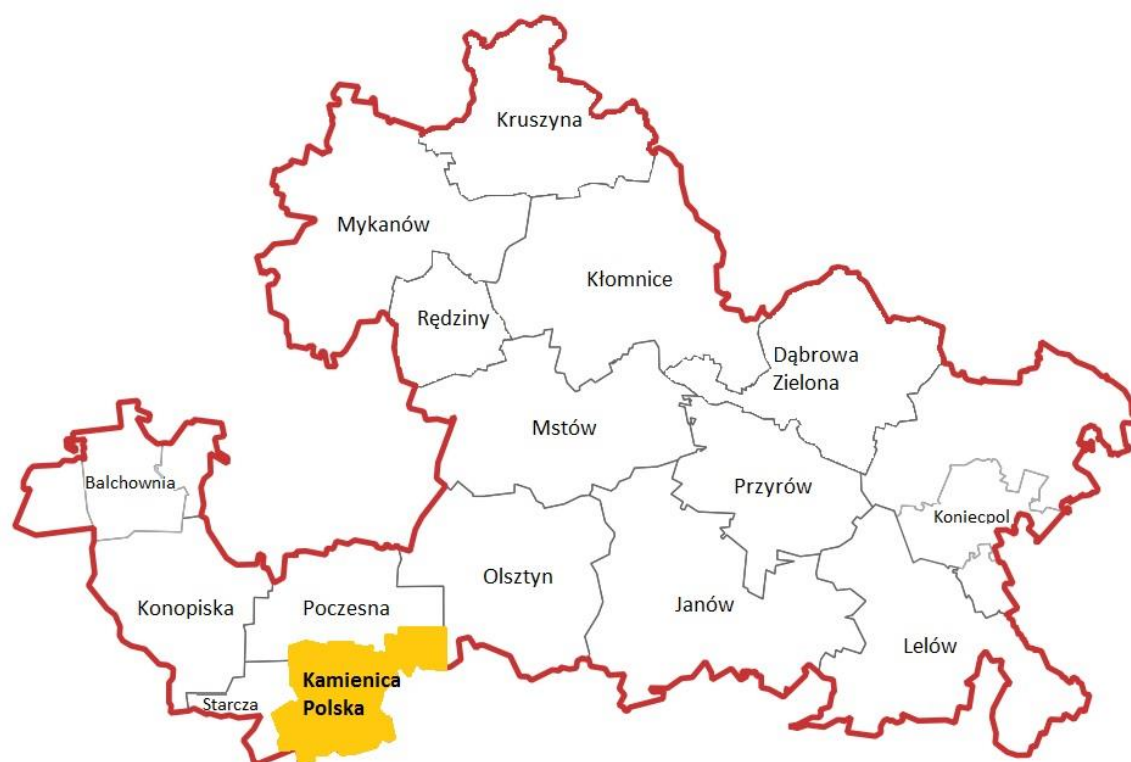 Kruszyna
Mykanów
Kłomnice
Rędziny
Dąbrowa
Zielona
Mstów
Balchownia
Przyrów
Koniecpol
Olsztyn
Konopiska
Poczesna
Janów
Lelów
Kamienica
Polska
Starcza